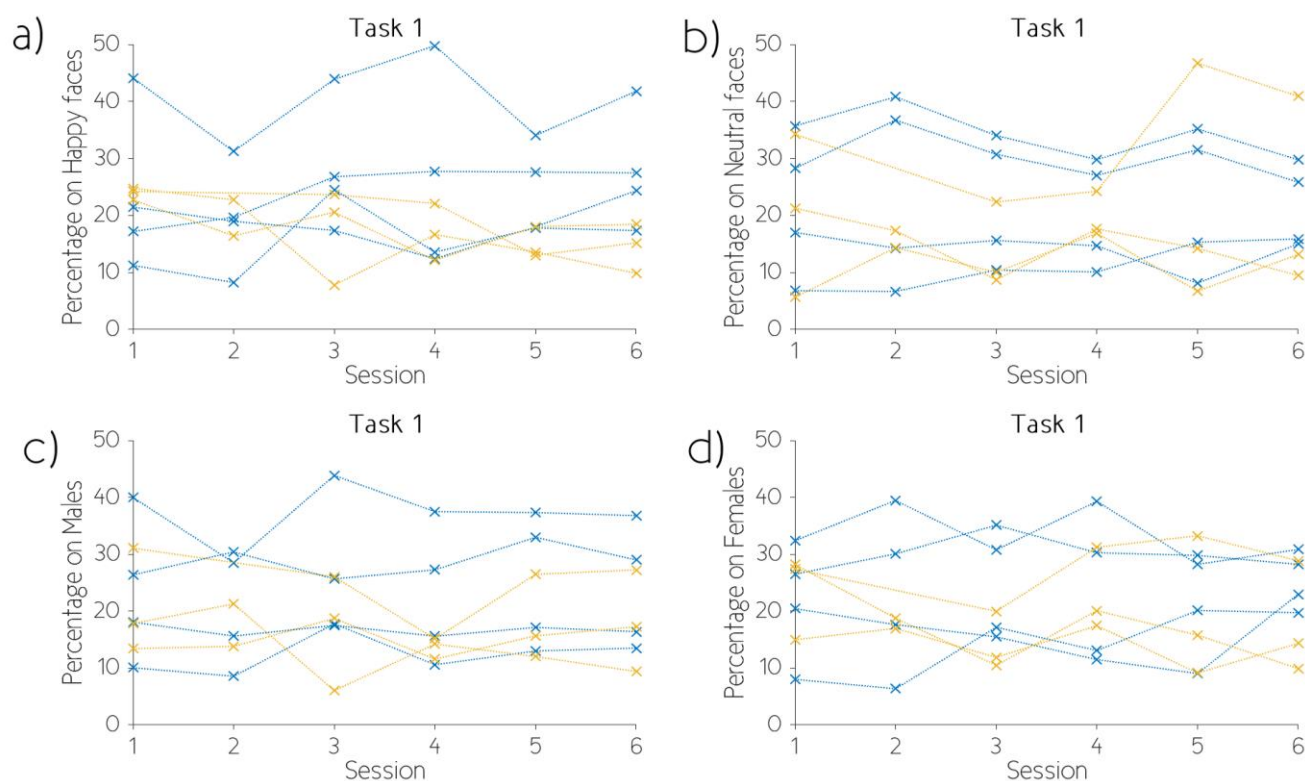 a)
Task 1
Percentage on Happy faces
50
40
30
20
10
0
1 2 3 4 5 6
Session
b)
Task 1
Percentage on Neutral faces
50
40
30
20
10
0
1 2 3 4 5 6
Session
c)
Task 1
Percentage on Males
50
40
30
20
10
0
1 2 3 4 5 6
Session
d)
Task 1
Percentage on Females
50
40
30
20
10
0
1 2 3 4 5 6
Session